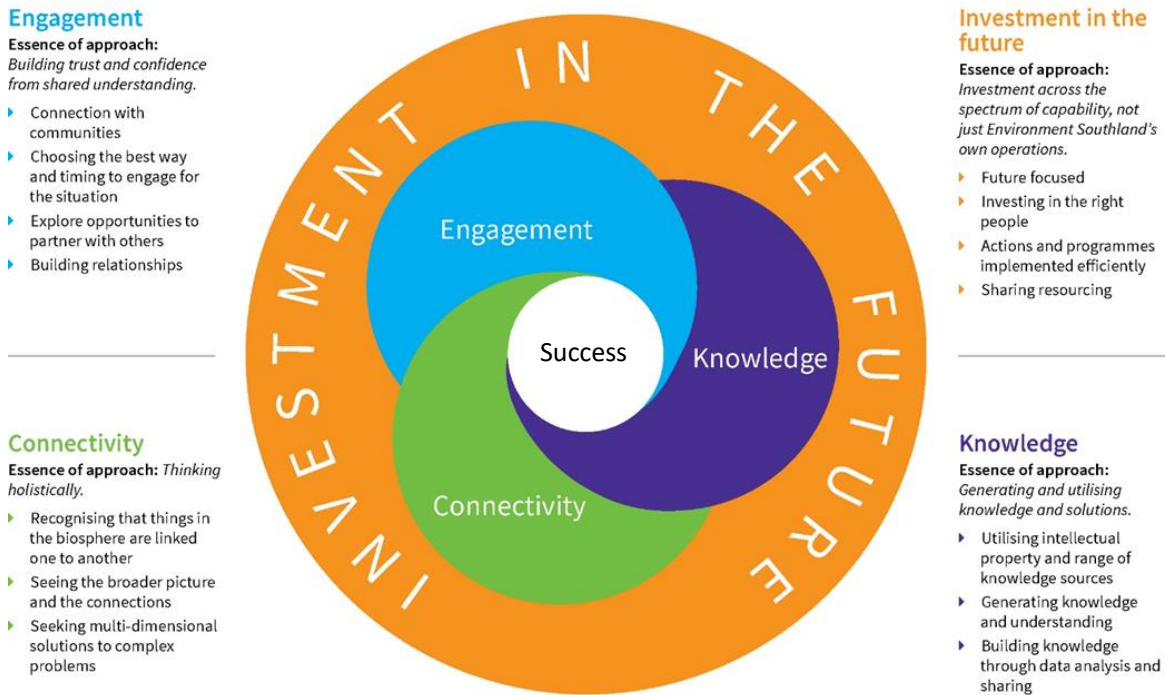 Engagement
Essence of approach:
Building trust and confidence
from shared understanding.
Connection with
communities
Choosing the best way
and timing to engage for
the situation
Explore opportunities to
partner with others
Building relationships
Connectivity
Essence of approach: Thinking
holistically.
Recognising that things in
the biosphere are linked
one to another
Seeing the broader picture
and the connections
Seeking multi-dimensional
solutions to complex
problems
INVESTMENT IN THE FUTURE
Engagement
Success
Knowledge
Connectivity
Investment in the
future
Essence of approach:
Investment across the
spectrum of capability, not
just Environment Southland's
own operations.
Future focused
Investing in the right
people
Actions and programmes
implemented efficiently
Sharing resourcing
Knowledge
Essence of approach:
Generating and utilising
knowledge and solutions.
Utilising intellectual
property and range of
knowledge sources
Generating knowledge
and understanding
Building knowledge
through data analysis and
sharing